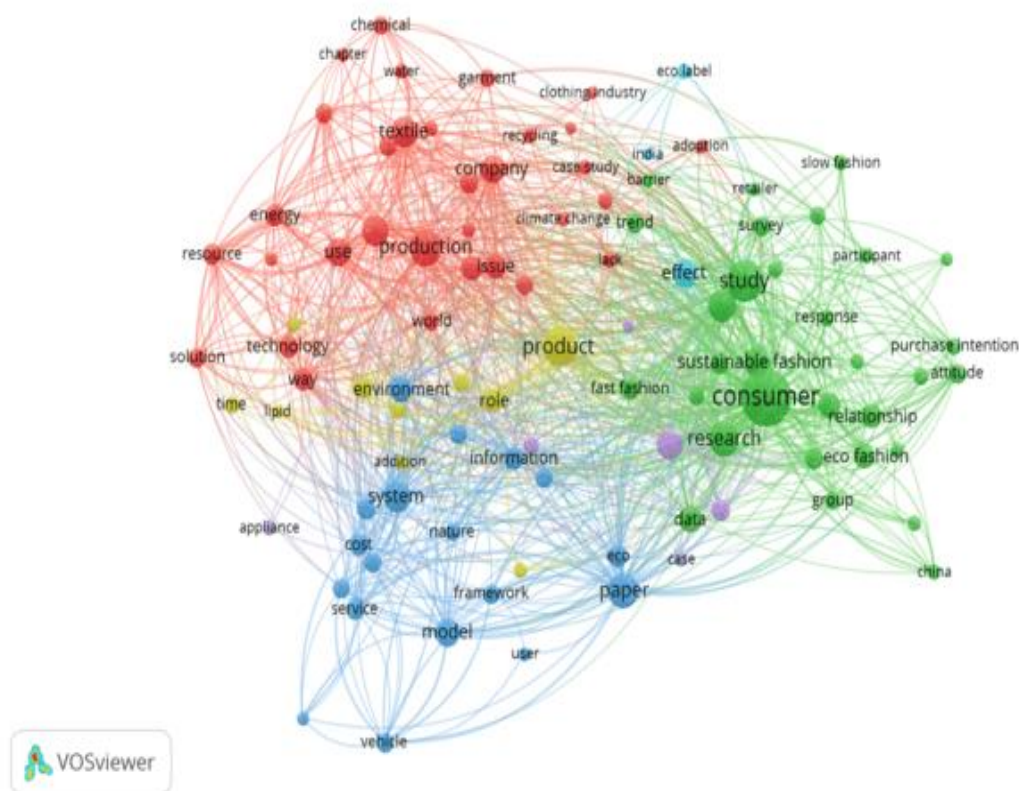 chemical
chapter
water
garment
eco label
clothing industry
textile
recycling
adoption
india
company
case study
barrier
slow fashion
retailer
energy
climate change
trend
survey
resource
use
production
issue
lack
effect
study
participant
world
response
solution
technology
product
sustainable fashion
purchase intention
way
environment
fast fashion
attitude
time
lipid
role
consumer
relationship
research
addition
information
eco fashion
system
group
appliance
nature
data
cost
eco
case
china
service
framework
paper
model
user
vehicle
VOSviewer